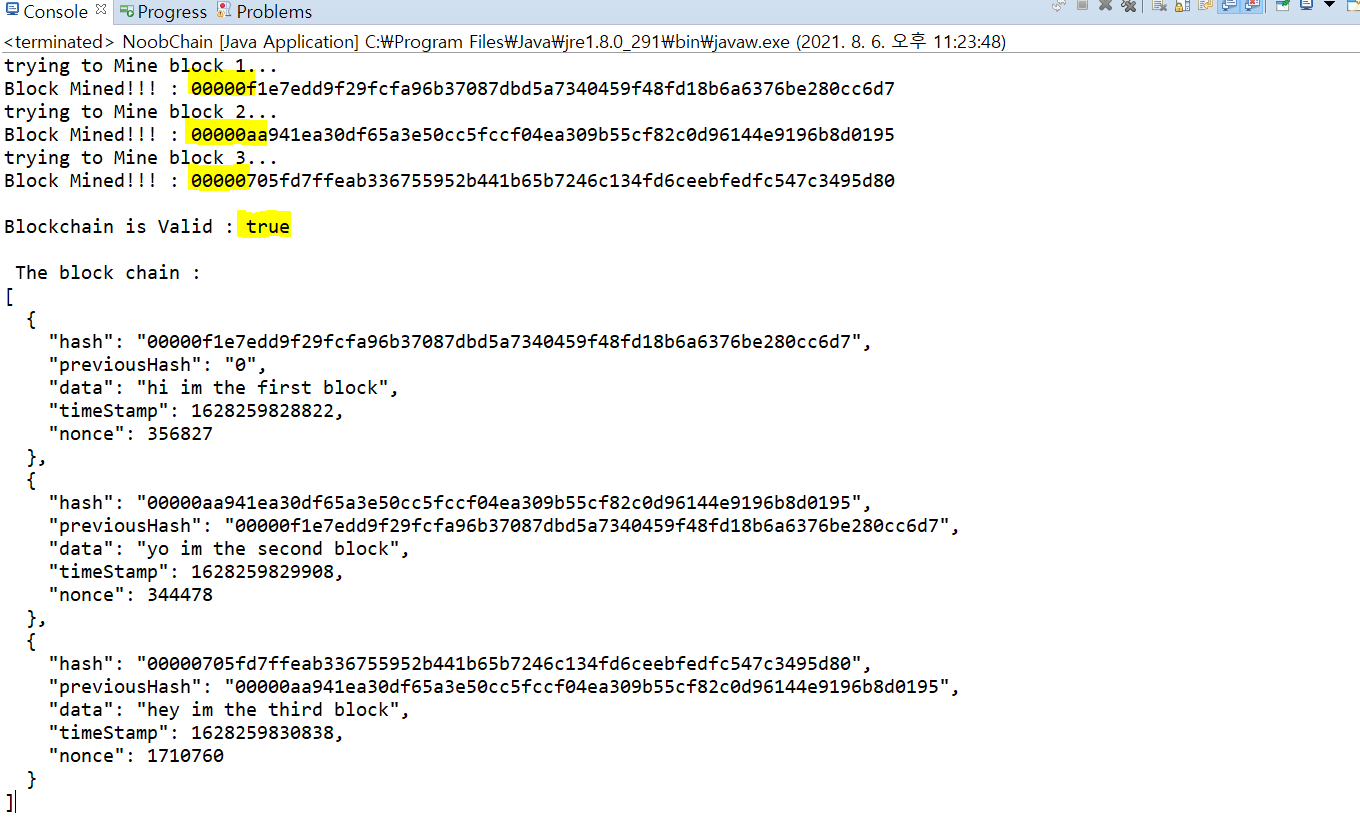 Console Progress Problems
<terminated> NoobChain [Java Application] C:₩Program Files₩Java₩jre1.8.0_291₩bin₩javaw.exe (2021. 8. 6. 오후 11:23:48)
trying to Mine block 1...
Block Mined!!! : 00000f1e7edd9f29fcfa96b37087dbd5a7340459f48fd18b6a6376be280cc6d7
trying to Mine block 2...
Block Mined!!! : 00000aa941ea30df65a3e50cc5fccf04ea309b55cf82c0d96144e9196b8d0195
trying to Mine block 3...
Block Mined!!! : 00000705fd7ffeab336755952b441b65b7246c134fd6ceebfedfc547c3495d80
Blockchain is Valid : true
The block chain :
[
{
"hash": "00000f1e7edd9f29fcfa96b37087dbd5a7340459f48fd18b6a6376be280cc6d7",
"previousHash": "0",
"data": "hi im the first block",
"timeStamp": 1628259828822,
"nonce": 356827
},
{
"hash": "00000aa941ea30df65a3e50cc5fccf04ea309b55cf82c0d96144e9196b8d0195",
"previousHash": "00000f1e7edd9f29fcfa96b37087dbd5a7340459f48fd18b6a6376be280cc6d7",
"data": "yo im the second block",
"timeStamp": 1628259829908,
"nonce": 344478
},
{
"hash": "00000705fd7ffeab336755952b441b65b7246c134fd6ceebfedfc547c3495d80",
"previousHash": "00000aa941ea30df65a3e50cc5fccf04ea309b55cf82c0d96144e9196b8d0195",
"data": "hey im the third block",
"timeStamp": 1628259830838,
"nonce": 1710760
}
]